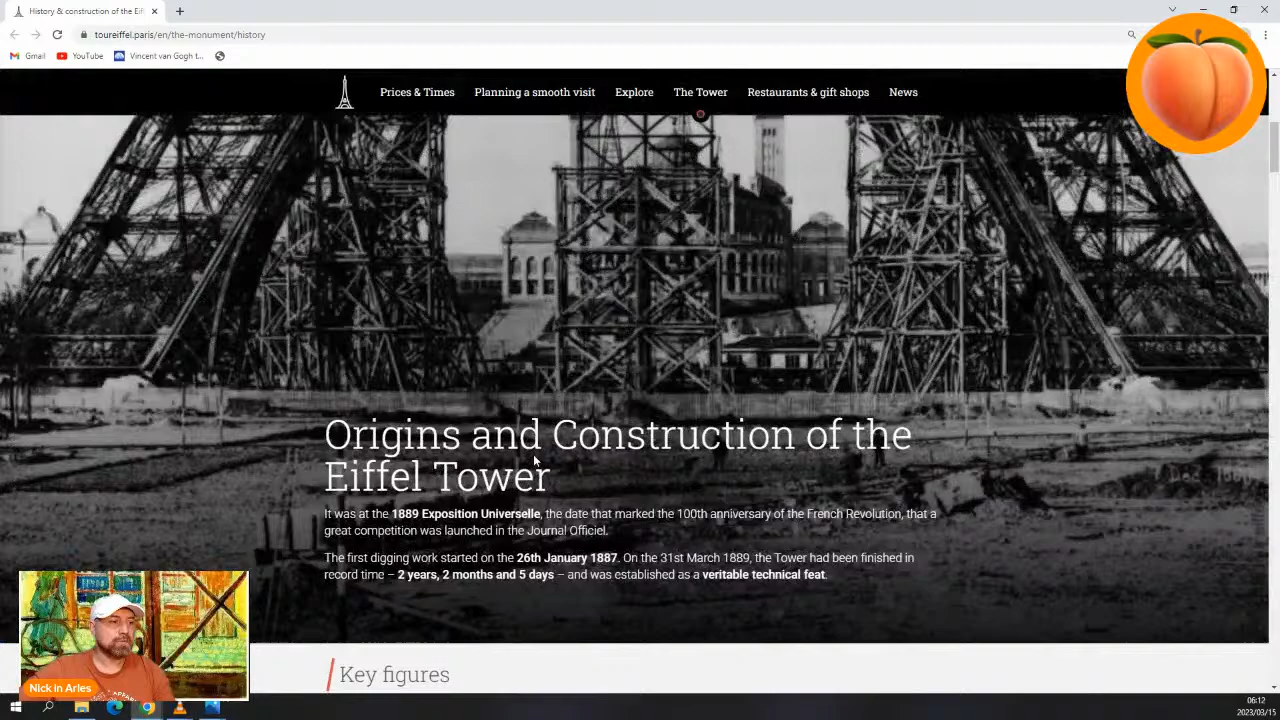 History & construction of the Eif
toureiffel.paris/en/the-monument/history
Gmail
YouTube
Vincent van Gogh t...
Prices & Times
Planning a smooth visit
Explore
The Tower
Restaurants & gift shops
News
Origins and Construction of the
Eiffel Tower
It was at the 1889 Exposition Universelle, the date that marked the 100th anniversary of the French Revolution, that a
great competition was launched in the Journal Officiel.
The first digging work started on the 26th January 1887. On the 31st March 1889, the Tower had been finished in
record time – 2 years, 2 months and 5 days – and was established as a veritable technical feat.
Key figures
Nick in Arles
06:12
2023/03/15